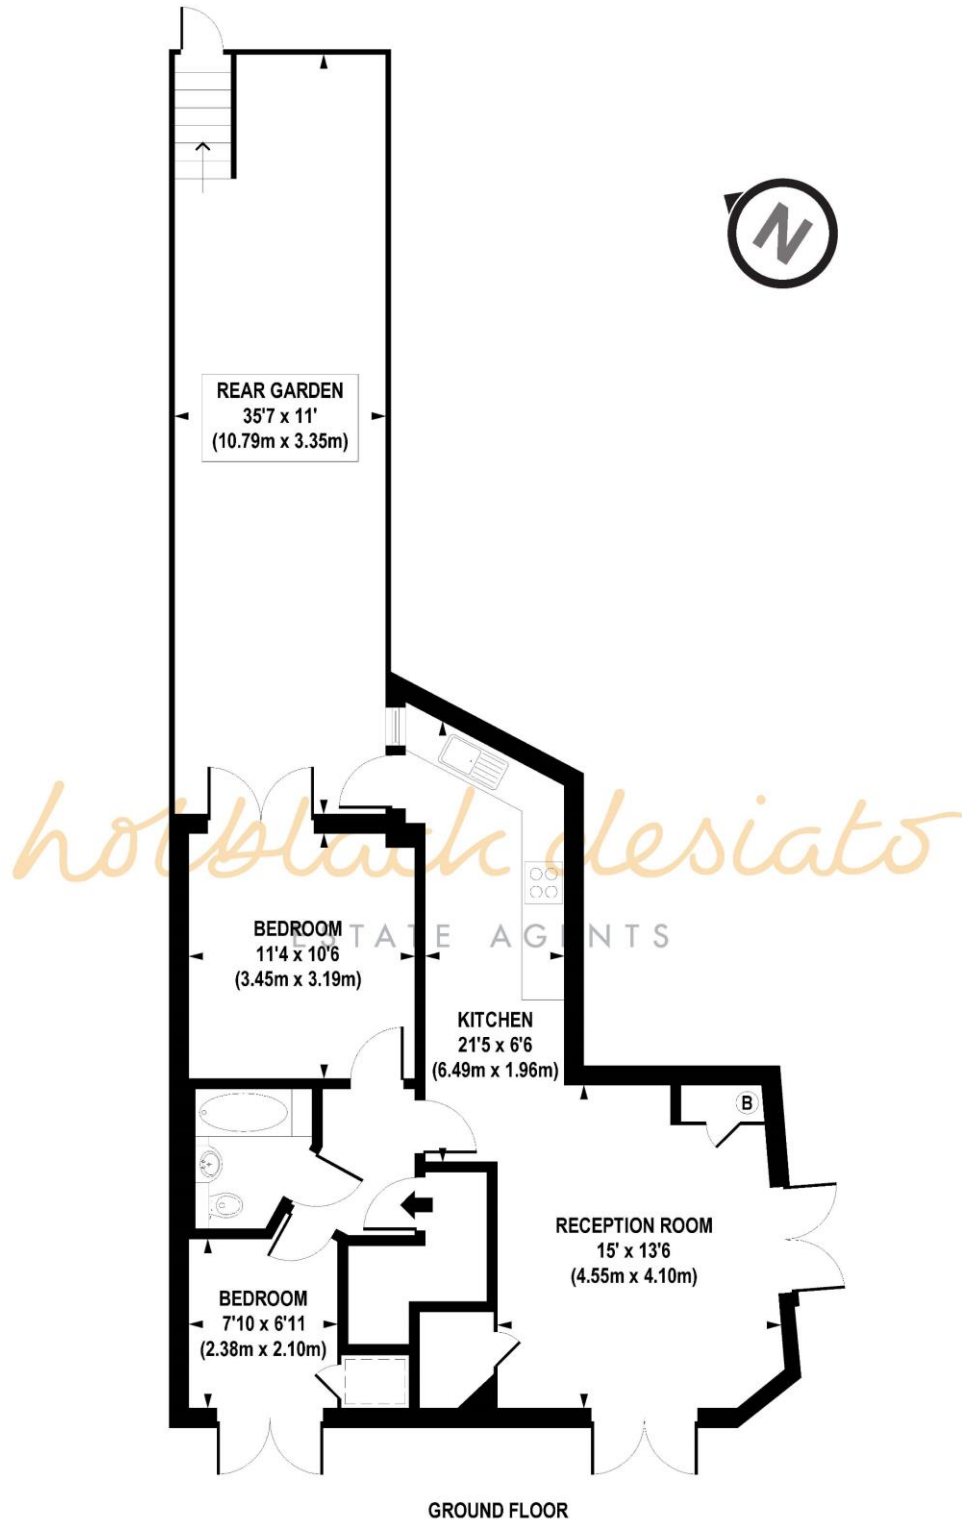 N
REAR GARDEN
35'7 x 11'
(10.79m x 3.35m)
hotblack desiato
ESTATE AGENTS
BEDROOM
11'4 x 10'6
(3.45m x 3.19m)
KITCHEN
21'5 x 6'6
(6.49m x 1.96m)
B
RECEPTION ROOM
15' x 13'6
(4.55m x 4.10m)
BEDROOM
7'10 x 6'11
(2.38m x 2.10m)
GROUND FLOOR